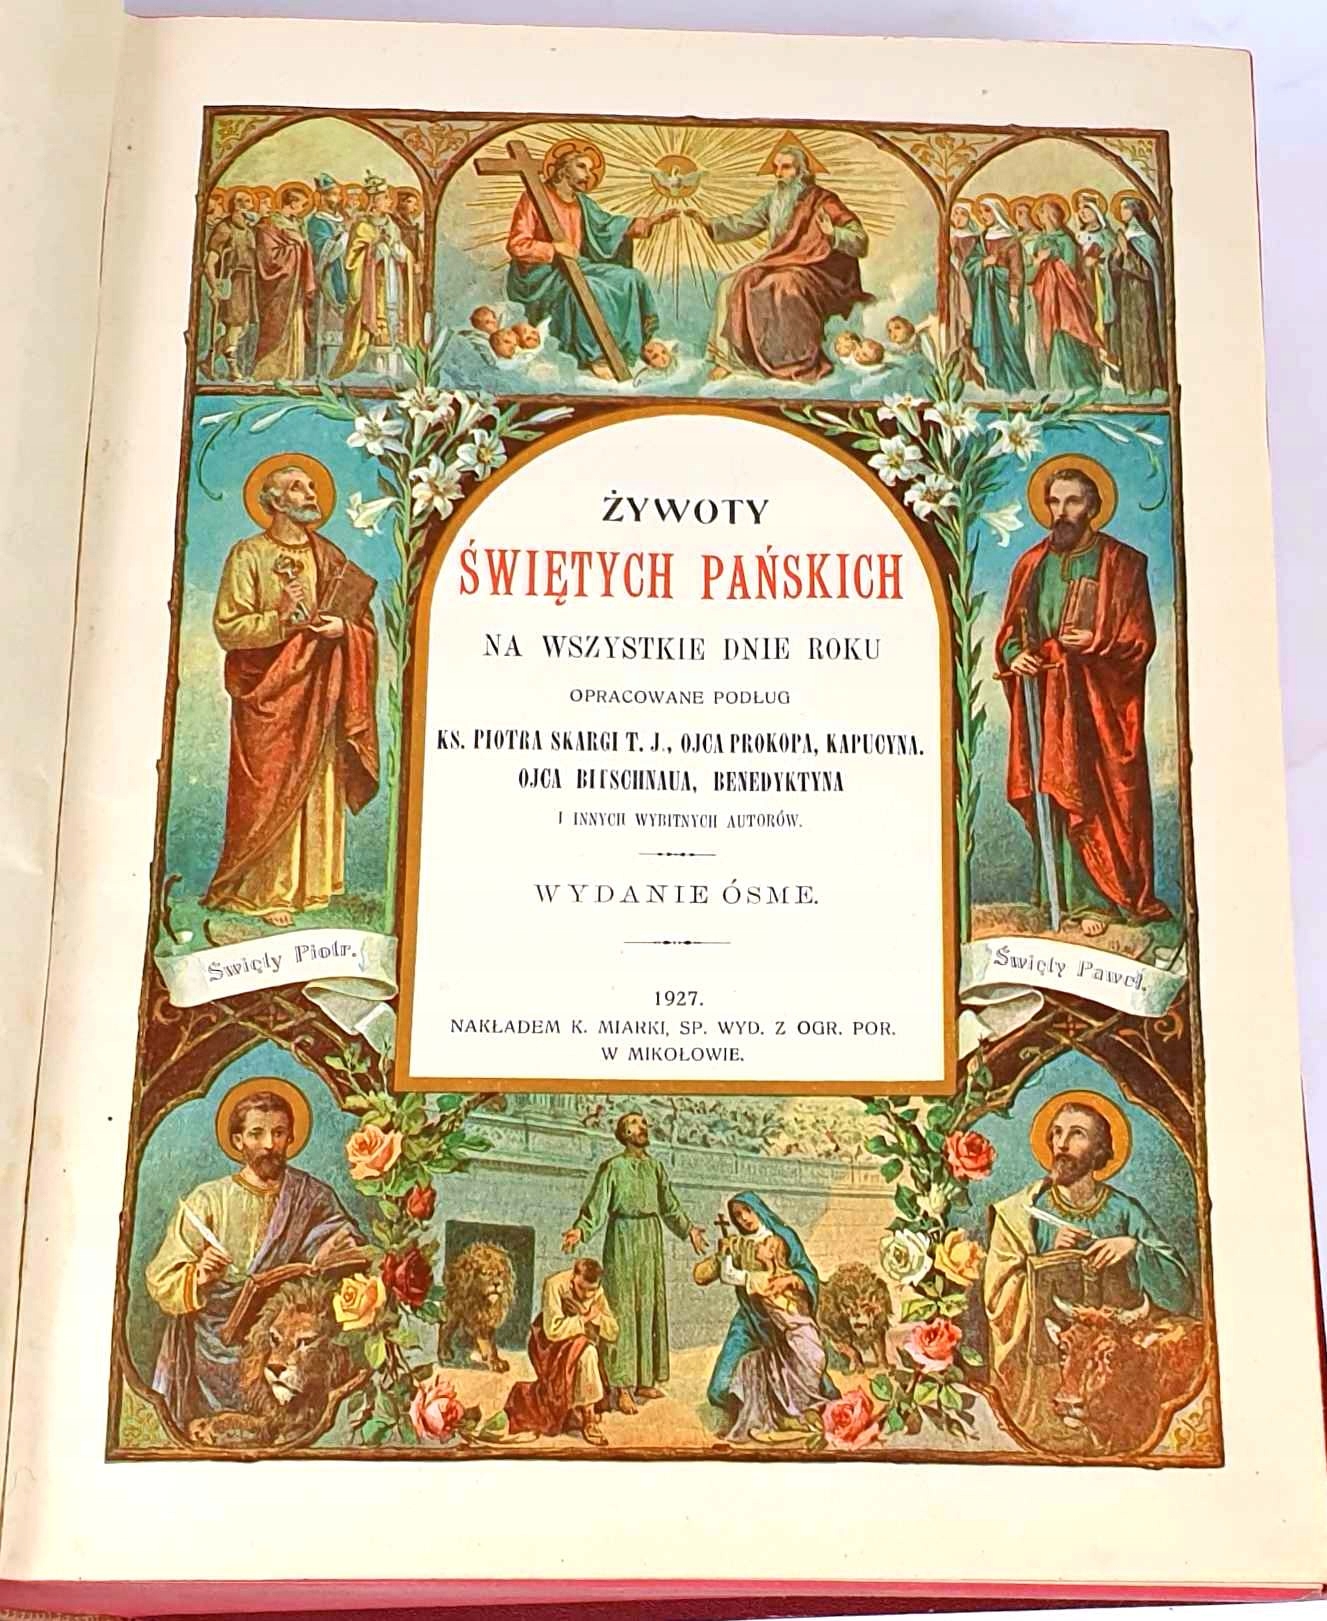 ŻYWOTY
ŚWIĘTYCH PAŃSKICH
NA WSZYSTKIE DNIE ROKU
OPRACOWANE PODŁUG
KS. PIOTRA SKARGI T. J., OJCA PROKOPA, KAPUCYNA.
OJCA BITSCHNAUA, BENEDYKTYNA
I INNYCH WYBITNYCH AUTORÓW.
WYDANIE ÓSME.
Święty Piotr.
Święty Paweł.
1927.
NAKŁADEM K. MIARKI, SP. WYD. Z OGR. POR.
W MIKOŁOWIE.